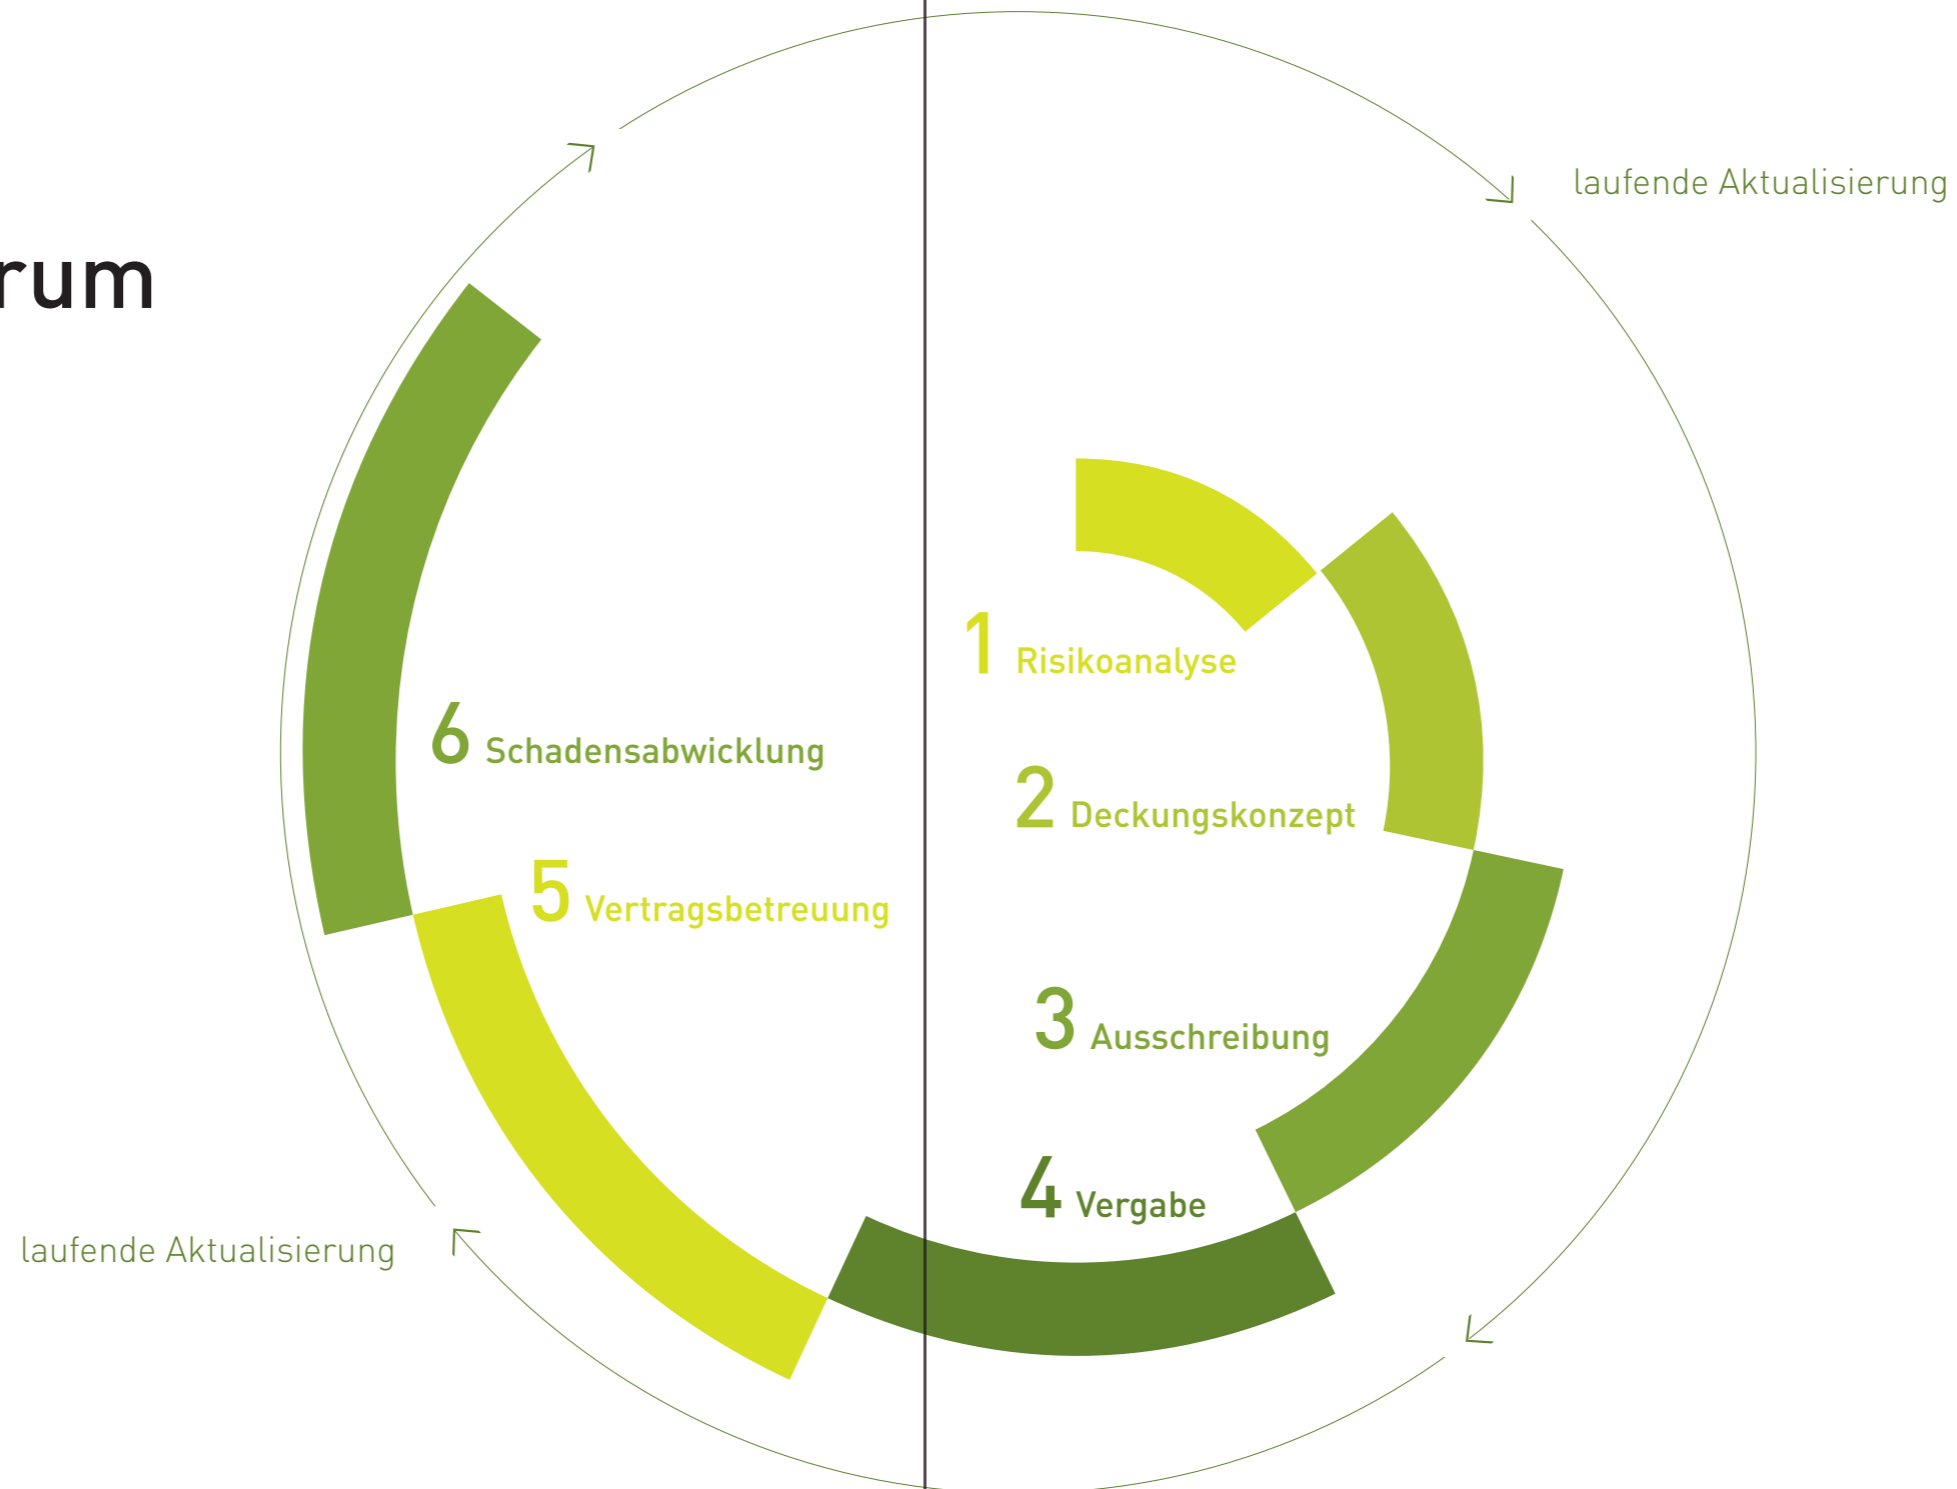 laufende Aktualisierung
rum
1 Risikoanalyse
2 Deckungskonzept
3 Ausschreibung
4 Vergabe
5 Vertragsbetreuung
6 Schadensabwicklung
laufende Aktualisierung